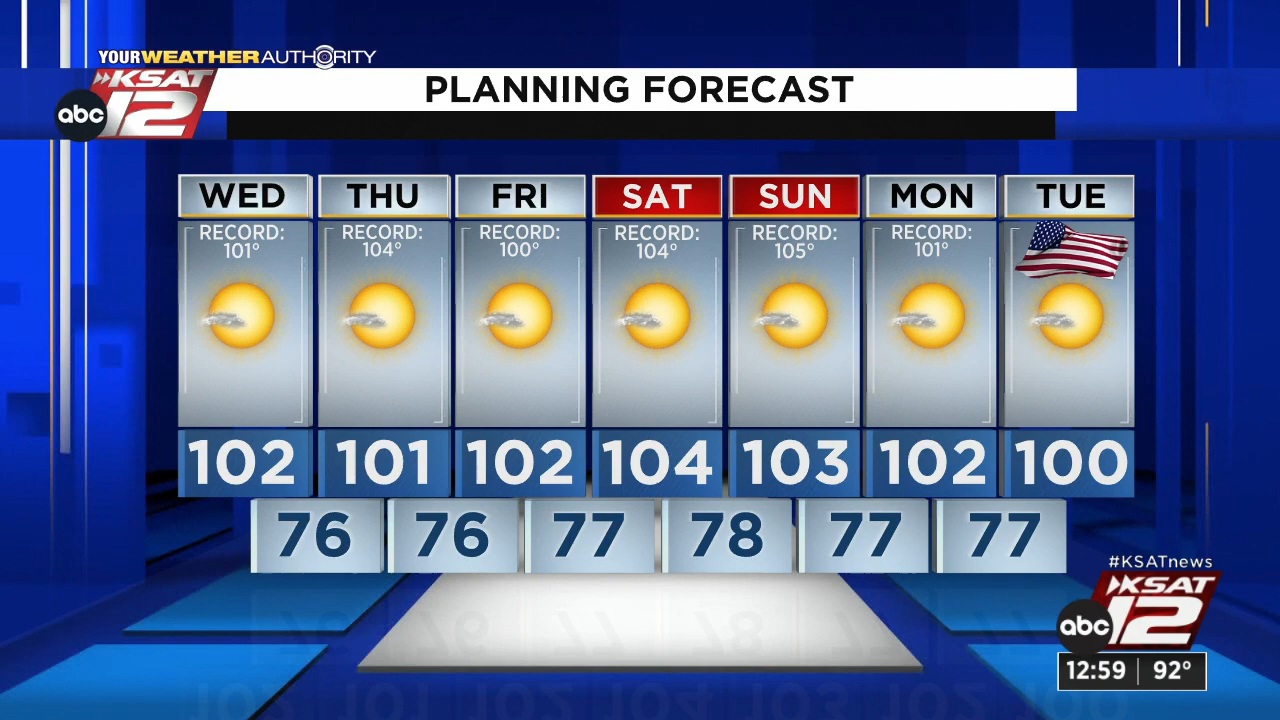 YOURWEATHERAUTHORITY
KSAT
abc 12
PLANNING FORECAST
WED THU FRI SAT SUN MON TUE
RECORD: RECORD: RECORD: RECORD: RECORD: RECORD:
101° 104° 100° 104° 105° 101°
102 101 102 104 103 102 100
76 76 77 78 77 77
#KSATnews
KSAT
abc 12
12:59 92°